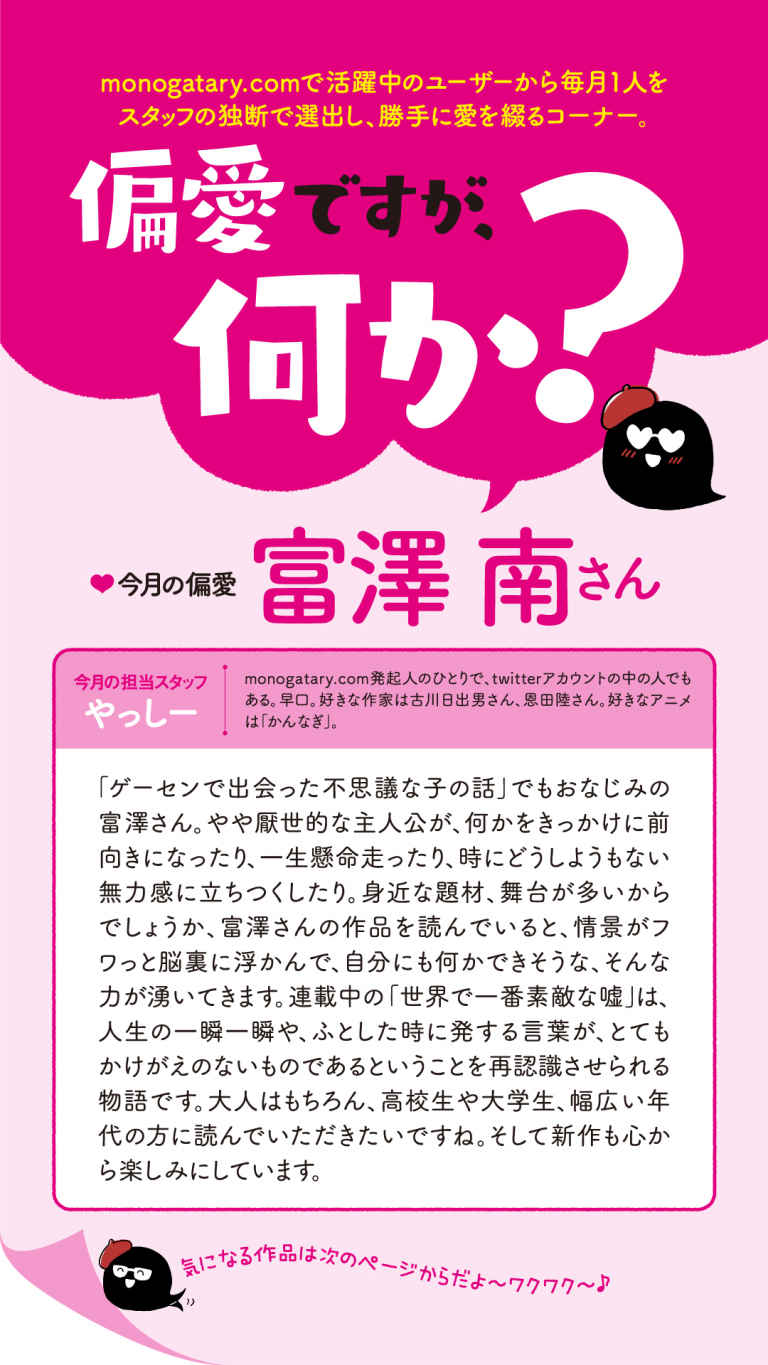 monogatary.comで活躍中のユーザーから毎月1人を
スタッフの独断で選出し、勝手に愛を綴るコーナー。
偏愛ですが、
何か?
♥今月の偏愛 富澤 南さん
今月の担当スタッフ
やっしー
monogatary.com発起人のひとりで、twitterアカウントの中の人でも
ある。早口。好きな作家は古川日出男さん、恩田陸さん。好きなアニメ
は「かんなぎ」。
「ゲーセンで出会った不思議な子の話」でもおなじみの
富澤さん。やや厭世的な主人公が、何かをきっかけに前
向きになったり、一生懸命走ったり、時にどうしようもない
無力感に立ちつくしたり。身近な題材、舞台が多いから
でしょうか、富澤さんの作品を読んでいると、情景がフ
ワっと脳裏に浮かんで、自分にも何かできそうな、そんな
力が湧いてきます。連載中の「世界で一番素敵な嘘」は、
人生の一瞬一瞬や、ふとした時に発する言葉が、とても
かけがえのないものであるということを再認識させられる
物語です。大人はもちろん、高校生や大学生、幅広い年
代の方に読んでいただきたいですね。そして新作も心か
ら楽しみにしています。
気になる作品は次のページからだよ〜ワクワク〜♪